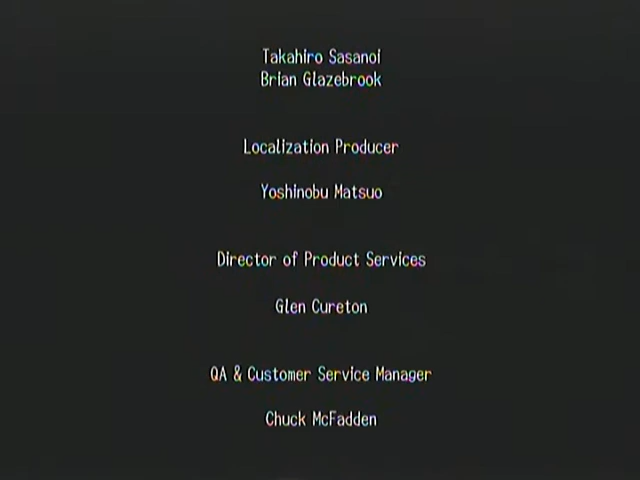 Takahiro Sasanoi
Brian Glazebrook
Localization Producer
Yoshinobu Matsuo
Director of Product Services
Glen Cureton
QA & Customer Service Manager
Chuck McFadden